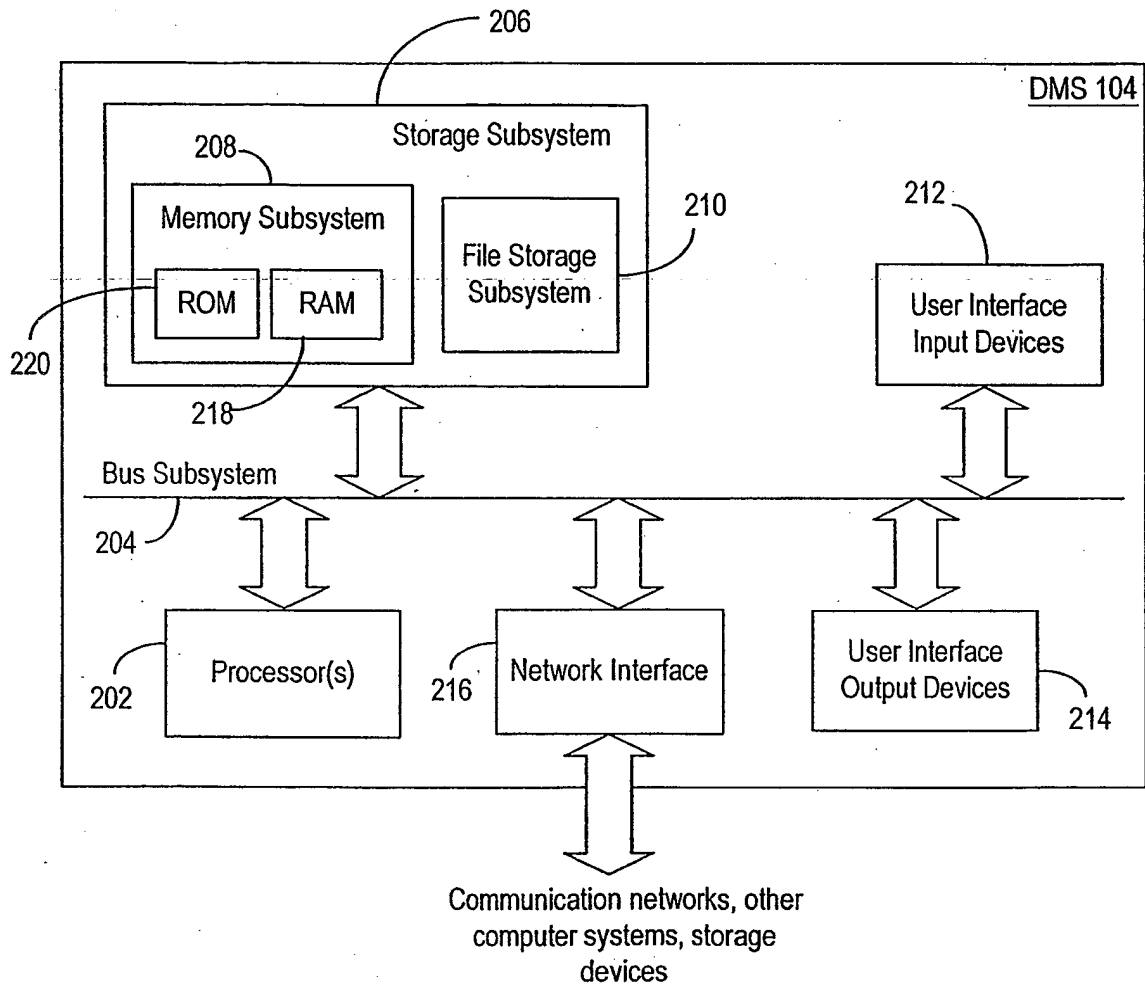 206
DMS 104
Storage Subsystem
208
Memory Subsystem
210
File Storage
Subsystem
212
User Interface
Input Devices
ROM
RAM
220
218
Bus Subsystem
204
Processor(s)
202
Network Interface
216
User Interface
Output Devices
214
Communication networks, other
computer systems, storage
devices